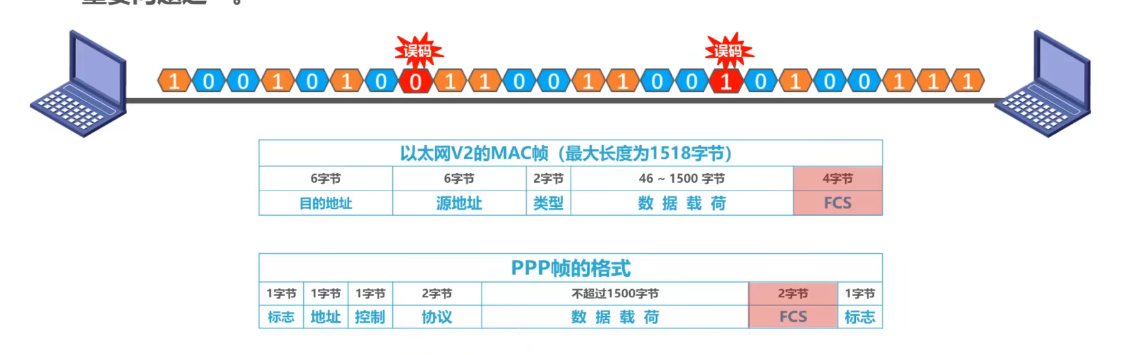 误码 误码
1 0 0 1 0 1 0 0 1 1 0 0 1 1 0 0 1 0 1 0 0 1 1 1
以太网V2的MAC帧（最大长度为1518字节）
6字节 6字节 2字节 46 ~ 1500 字节 4字节
目的地址 源地址 类型 数 据 载 荷 FCS
PPP帧的格式
1字节 1字节 1字节 2字节 不超过1500字节 2字节 1字节
标志 地址 控制 协议 数 据 载 荷 FCS 标志